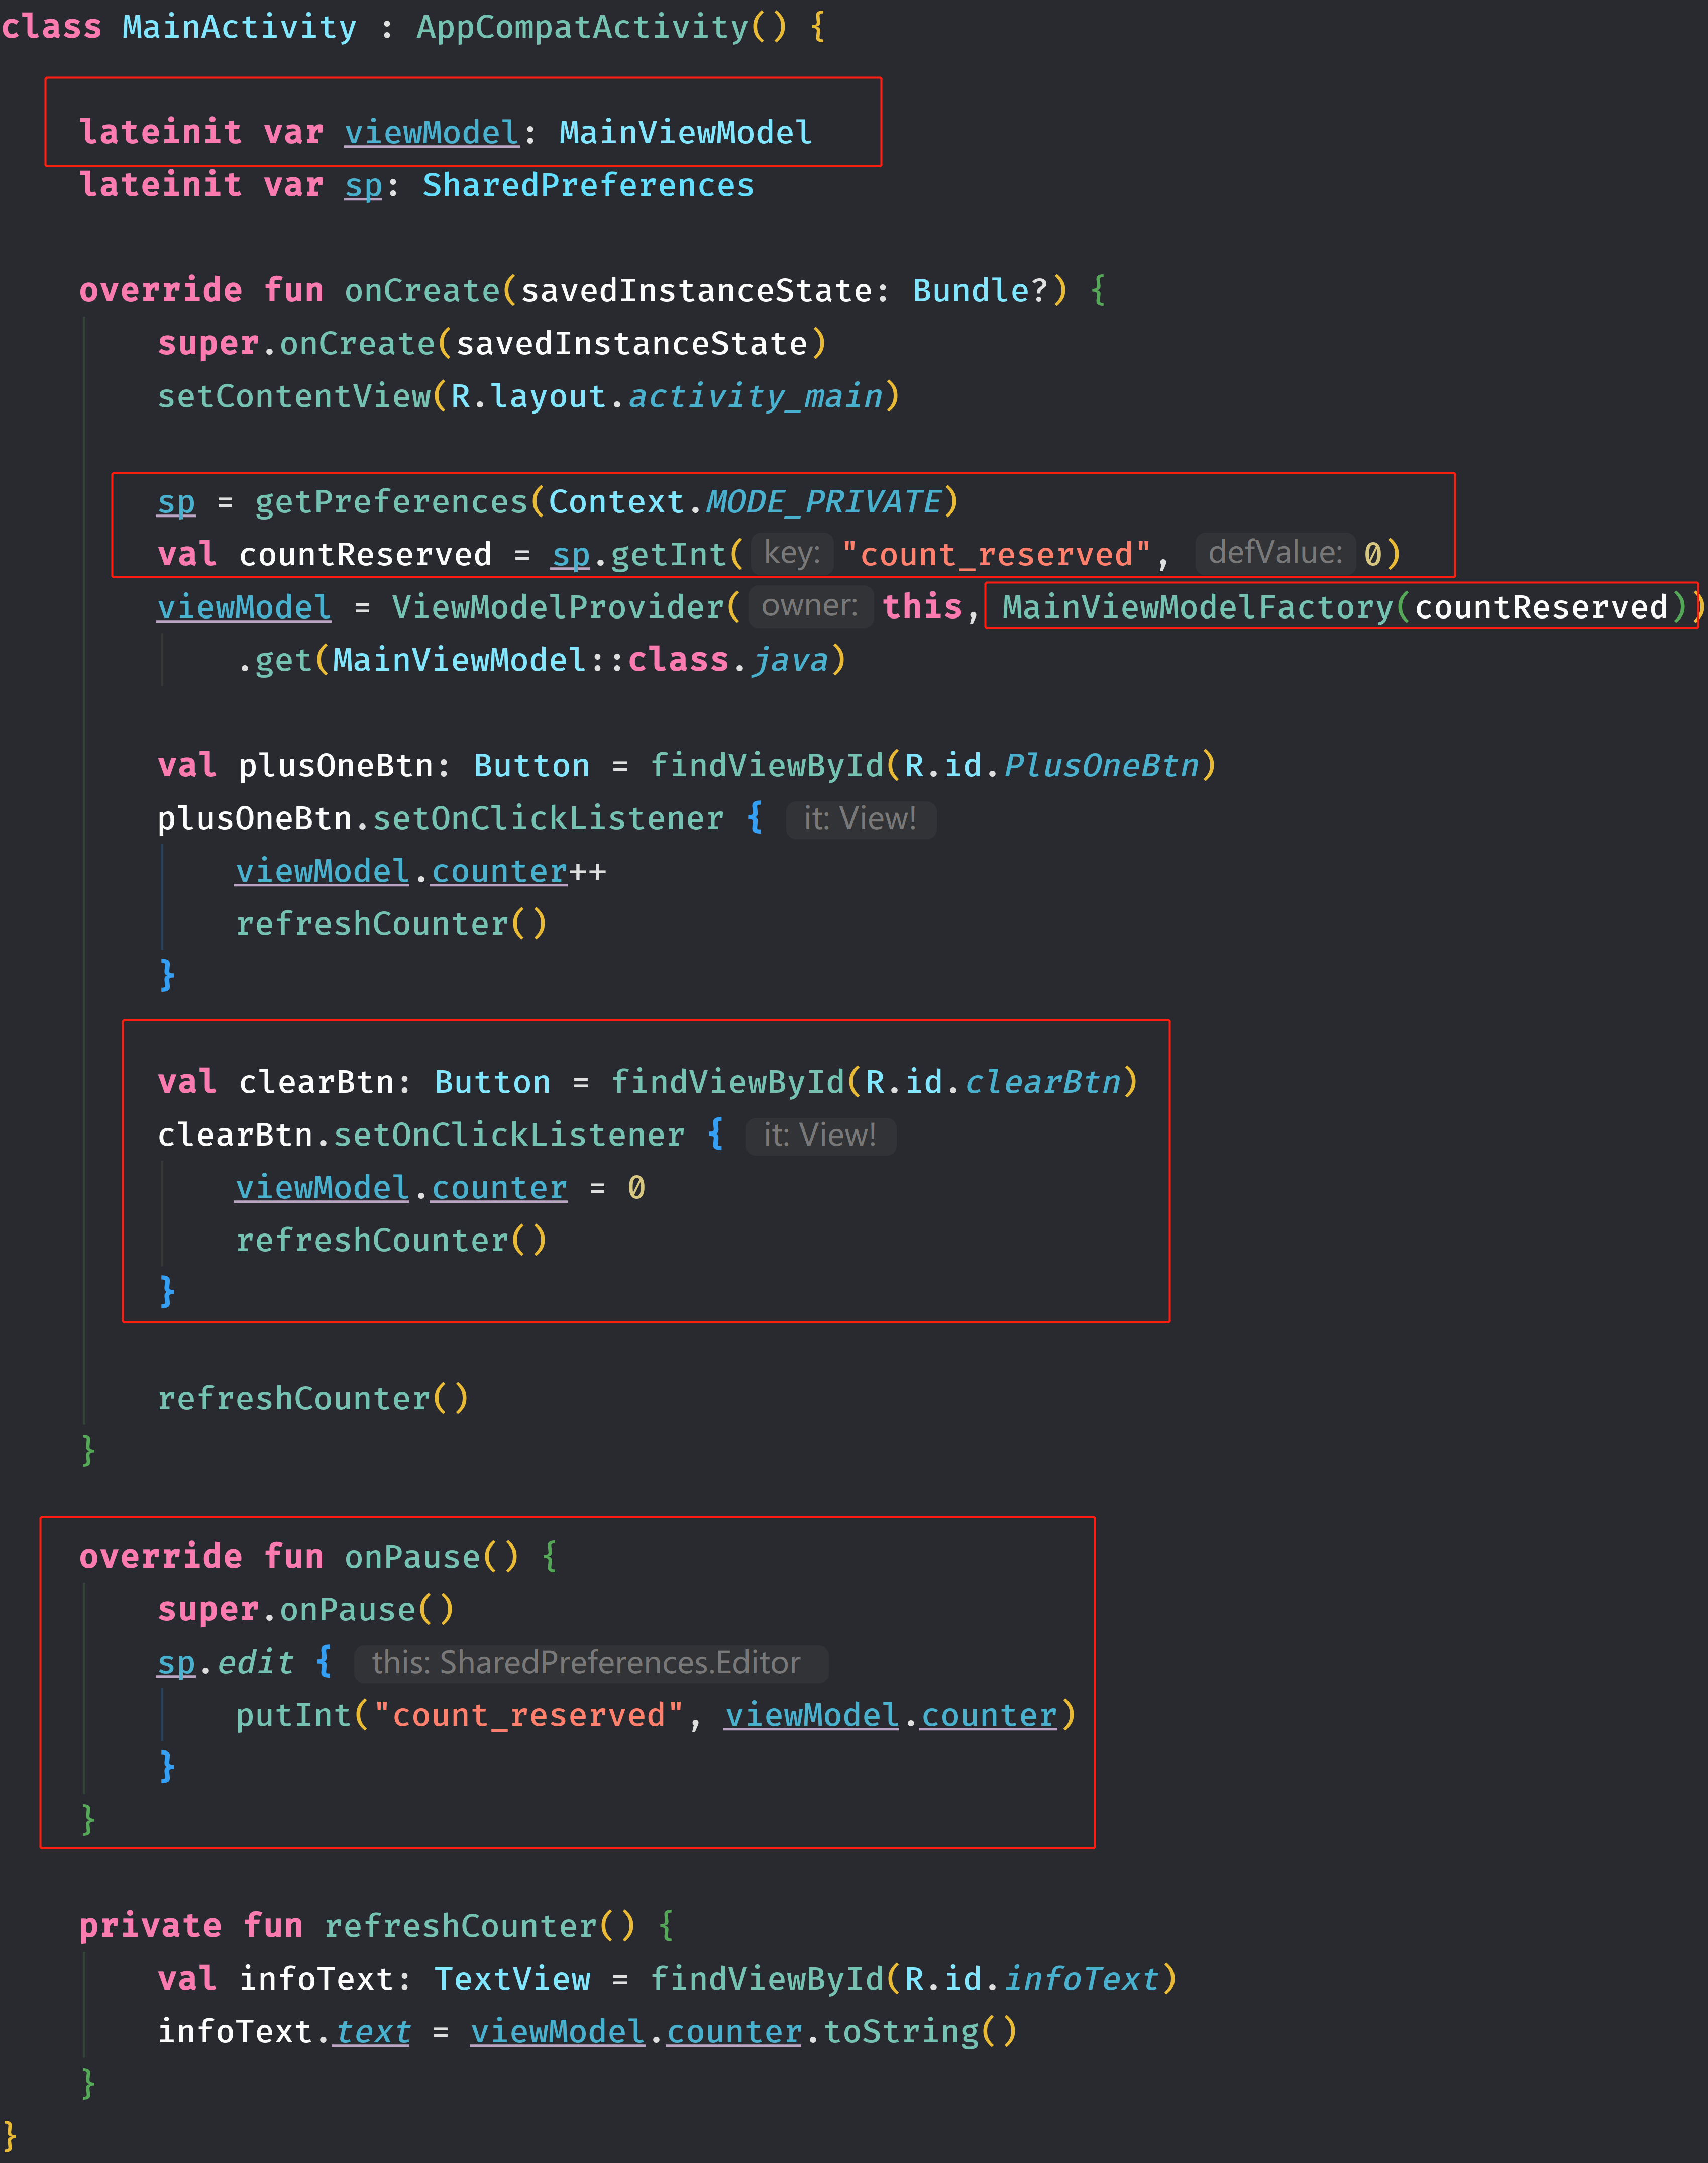 class MainActivity : AppCompatActivity() {
lateinit var viewModel: MainViewModel
lateinit var sp: SharedPreferences
override fun onCreate(savedInstanceState: Bundle?) {
super.onCreate(savedInstanceState)
setContentView(R.layout.activity_main)
sp = getPreferences(Context.MODE_PRIVATE)
val countReserved = sp.getInt( key: "count_reserved", defValue: 0)
viewModel = ViewModelProvider( owner: this, MainViewModelFactory(countReserved))
.get(MainViewModel::class.java)
val plusOneBtn: Button = findViewById(R.id.PlusOneBtn)
plusOneBtn.setOnClickListener { it: View!
viewModel.counter++
refreshCounter()
}
val clearBtn: Button = findViewById(R.id.clearBtn)
clearBtn.setOnClickListener { it: View!
viewModel.counter = 0
refreshCounter()
}
refreshCounter()
}
override fun onPause() {
super.onPause()
sp.edit { this: SharedPreferences.Editor
putInt("count_reserved", viewModel.counter)
}
}
private fun refreshCounter() {
val infoText: TextView = findViewById(R.id.infoText)
infoText.text = viewModel.counter.toString()
}
}